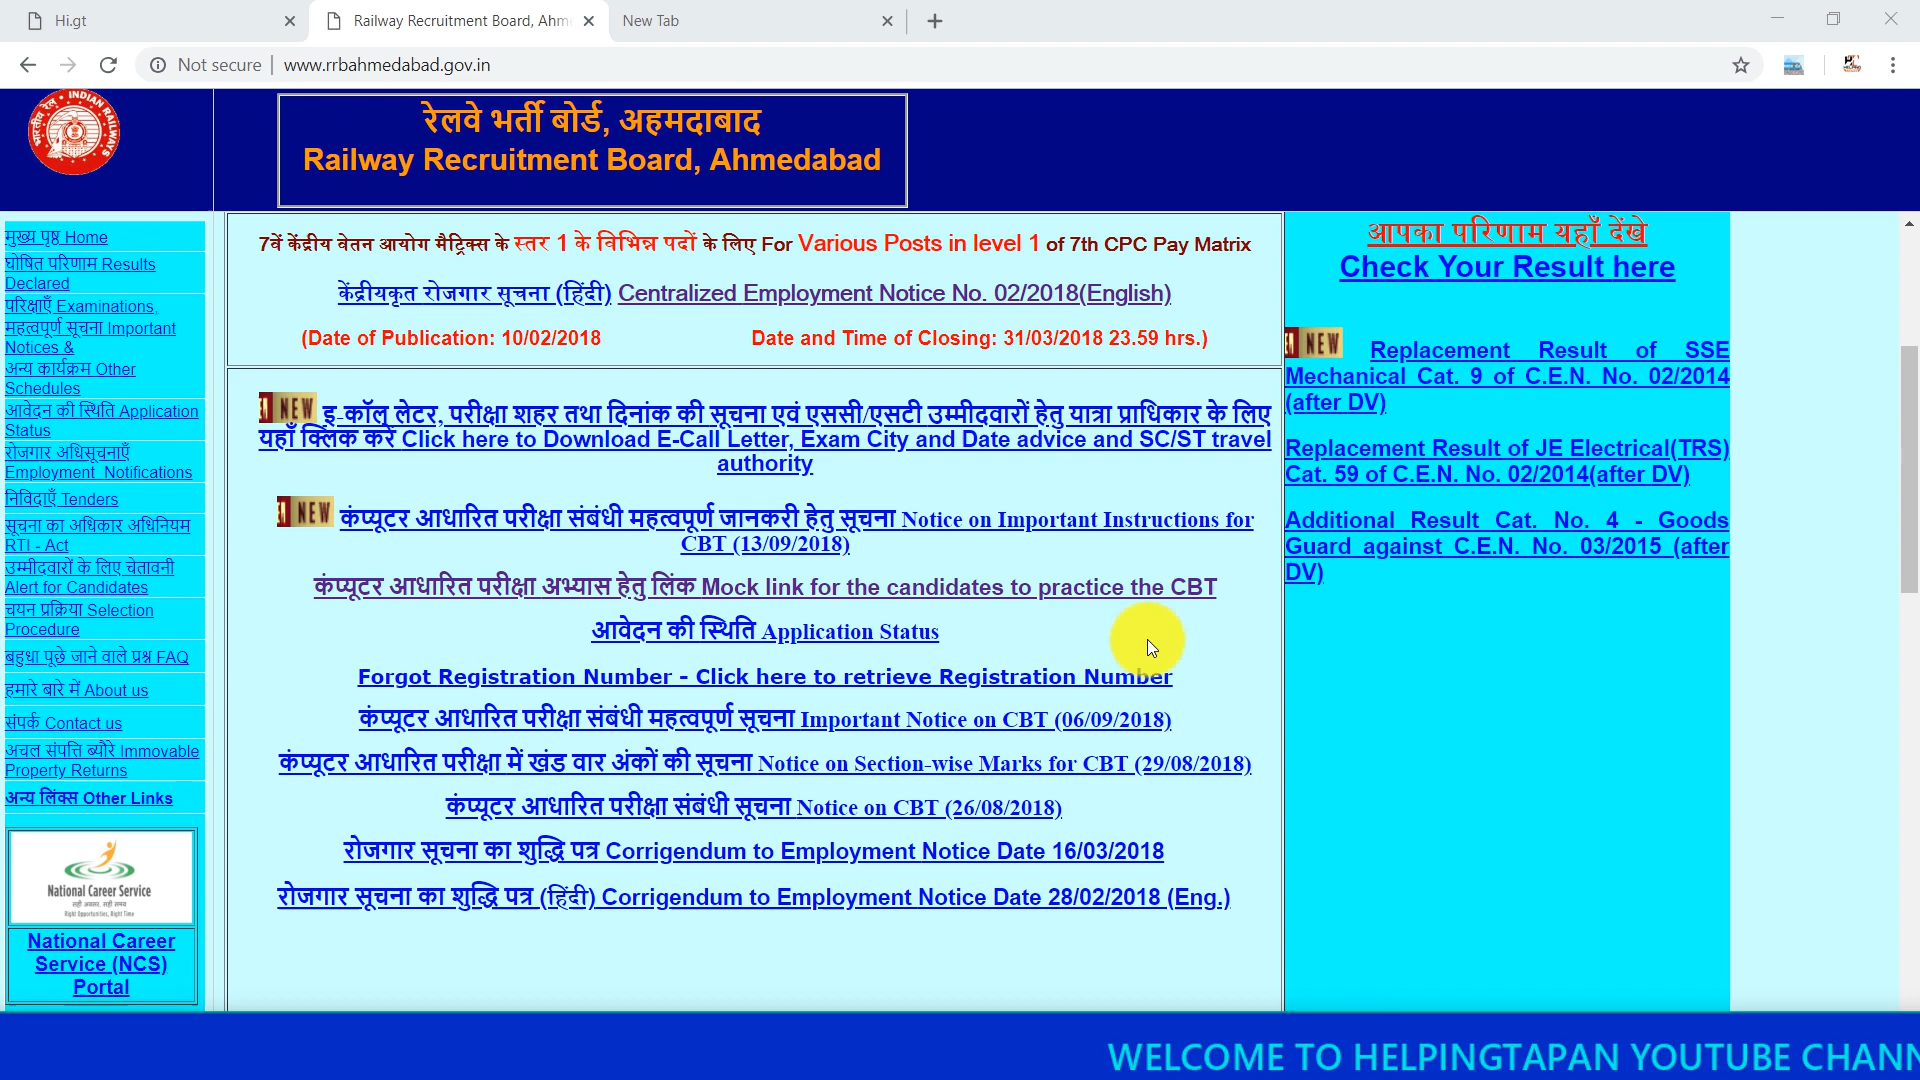 Hi.gt
Railway Recruitment Board, Ahm
New Tab
Not secure
www.rrbahmedabad.gov.in
रेलवे भर्ती बोर्ड, अहमदाबाद
Railway Recruitment Board, Ahmedabad
मुख्य पृष्ठ Home
घोषित परिणाम Results
Declared
परिक्षाएँ Examinations,
महत्वपूर्ण सूचना Important
Notices &
अन्य कार्यक्रम Other
Schedules
आवेदन की स्थिति Application
Status
रोजगार अधिसूचनाएँ
Employment Notifications
निविदाएँ Tenders
सूचना का अधिकार अधिनियम
RTI - Act
उम्मीदवारों के लिए चेतावनी
Alert for Candidates
चयन प्रक्रिया Selection
Procedure
बहुधा पूछे जाने वाले प्रश्न FAQ
हमारे बारे में About us
संपर्क Contact us
अचल संपत्ति ब्यौरे Immovable
Property Returns
अन्य लिंक्स Other Links
National Career Service
सही अवसर, सही समय
Right Opportunities, Right Time
National Career
Service (NCS)
Portal
7वें केंद्रीय वेतन आयोग मैट्रिक्स के स्तर 1 के विभिन्न पदों के लिए For Various Posts in level 1 of 7th CPC Pay Matrix
केंद्रीयकृत रोजगार सूचना (हिंदी) Centralized Employment Notice No. 02/2018(English)
(Date of Publication: 10/02/2018 Date and Time of Closing: 31/03/2018 23.59 hrs.)
NEW इ-कॉल लेटर, परीक्षा शहर तथा दिनांक की सूचना एवं एससी/एसटी उम्मीदवारों हेतु यात्रा प्राधिकार के लिए
यहाँ क्लिक करें Click here to Download E-Call Letter, Exam City and Date advice and SC/ST travel
authority
NEW कंप्यूटर आधारित परीक्षा संबंधी महत्वपूर्ण जानकरी हेतु सूचना Notice on Important Instructions for
CBT (13/09/2018)
कंप्यूटर आधारित परीक्षा अभ्यास हेतु लिंक Mock link for the candidates to practice the CBT
आवेदन की स्थिति Application Status
Forgot Registration Number - Click here to retrieve Registration Number
कंप्यूटर आधारित परीक्षा संबंधी महत्वपूर्ण सूचना Important Notice on CBT (06/09/2018)
कंप्यूटर आधारित परीक्षा में खंड वार अंकों की सूचना Notice on Section-wise Marks for CBT (29/08/2018)
कंप्यूटर आधारित परीक्षा संबंधी सूचना Notice on CBT (26/08/2018)
रोजगार सूचना का शुद्धि पत्र Corrigendum to Employment Notice Date 16/03/2018
रोजगार सूचना का शुद्धि पत्र (हिंदी) Corrigendum to Employment Notice Date 28/02/2018 (Eng.)
आपका परिणाम यहाँ देंखे
Check Your Result here
NEW Replacement Result of SSE
Mechanical Cat. 9 of C.E.N. No. 02/2014
(after DV)
Replacement Result of JE Electrical(TRS)
Cat. 59 of C.E.N. No. 02/2014(after DV)
Additional Result Cat. No. 4 - Goods
Guard against C.E.N. No. 03/2015 (after
DV)
WELCOME TO HELPINGTAPAN YOUTUBE CHANN